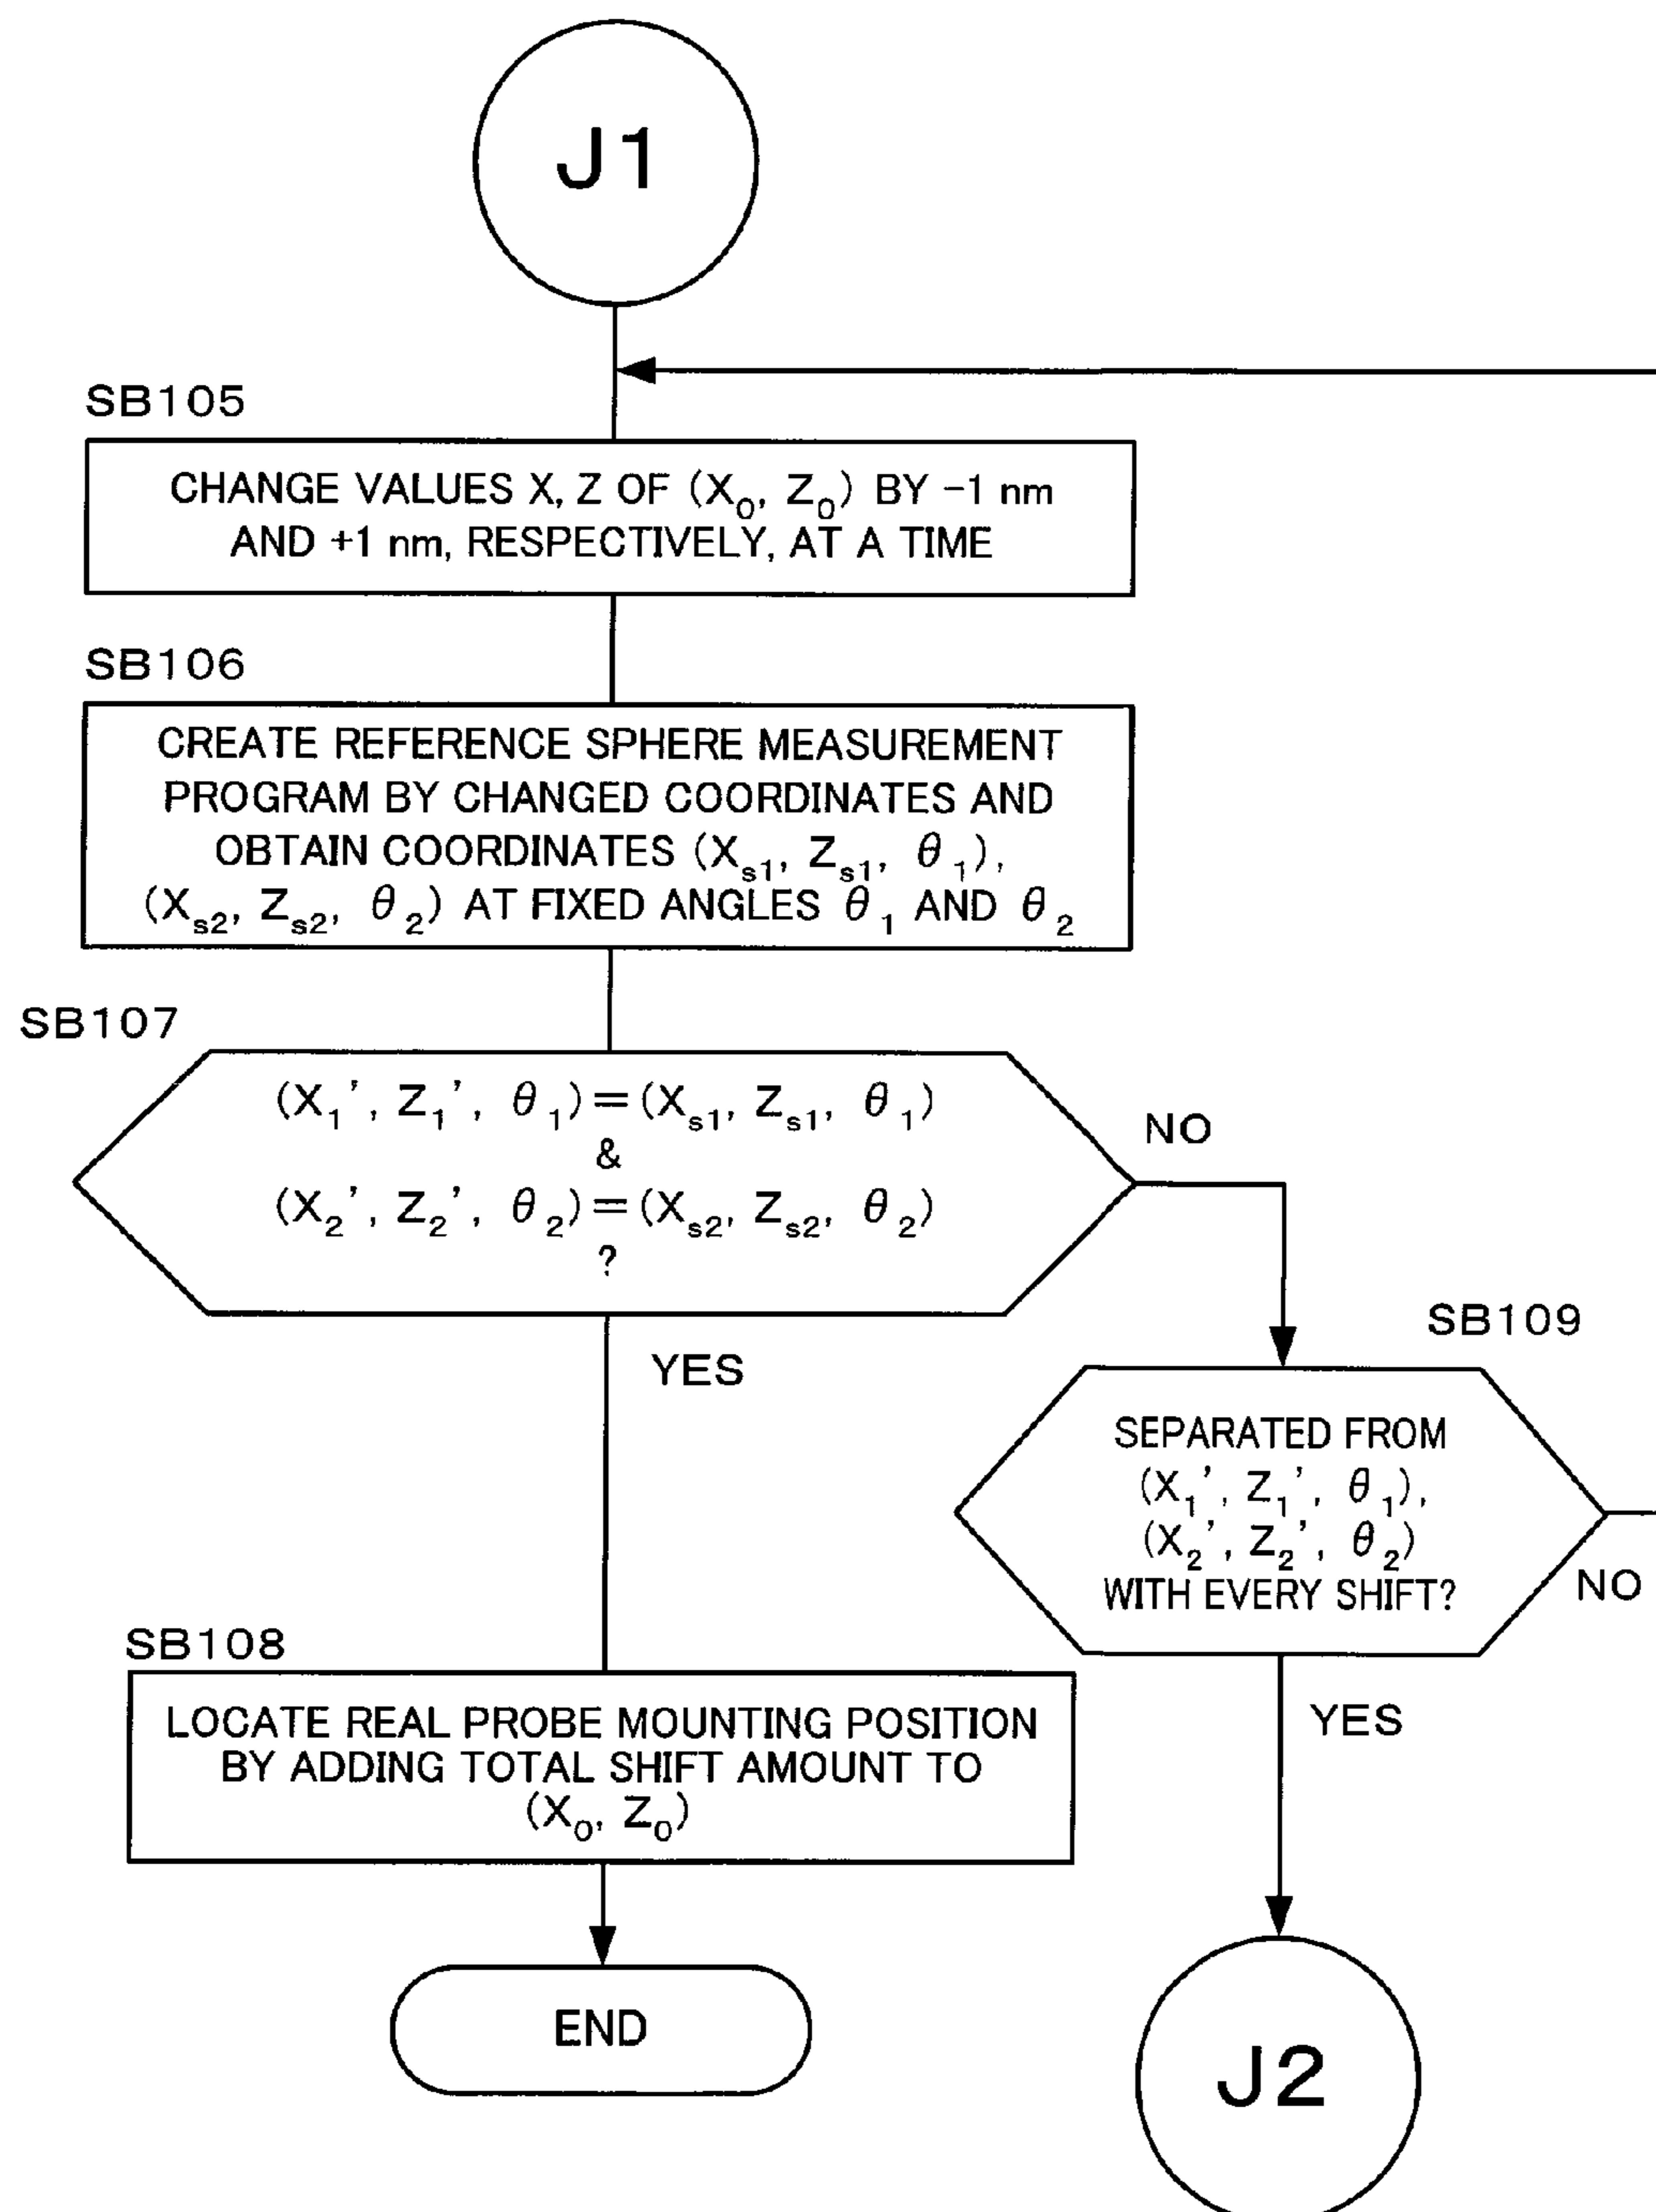 J1
SB105
CHANGE VALUES X, Z OF (X₀, Z₀) BY −1 nm
AND +1 nm, RESPECTIVELY, AT A TIME
SB106
CREATE REFERENCE SPHERE MEASUREMENT
PROGRAM BY CHANGED COORDINATES AND
OBTAIN COORDINATES (Xs1, Zs1, θ₁),
(Xs2, Zs2, θ₂) AT FIXED ANGLES θ₁ AND θ₂
SB107
(X₁', Z₁', θ₁)=(Xs1, Zs1, θ₁)
&
(X₂', Z₂', θ₂)=(Xs2, Zs2, θ₂)
?
NO
YES
SB109
SEPARATED FROM
(X₁', Z₁', θ₁),
(X₂', Z₂', θ₂)
WITH EVERY SHIFT?
NO
YES
SB108
LOCATE REAL PROBE MOUNTING POSITION
BY ADDING TOTAL SHIFT AMOUNT TO
(X₀, Z₀)
END
J2